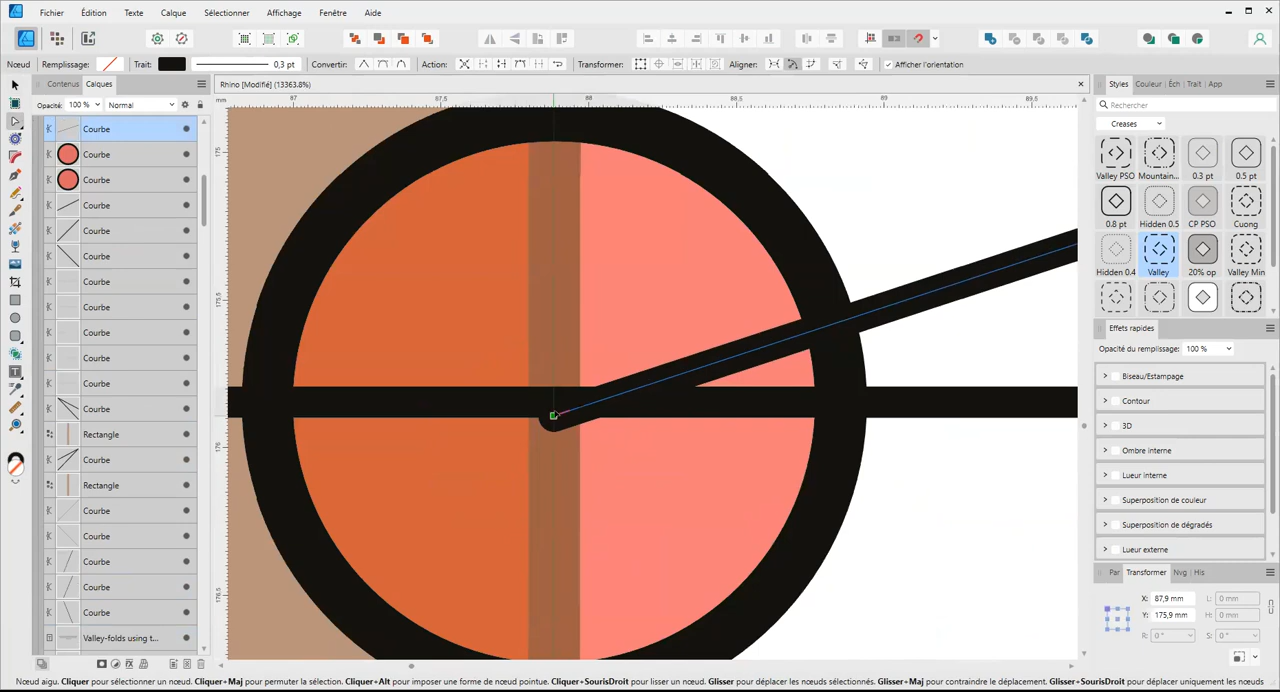 Fichier Édition Texte Calque Sélectionner Affichage Fenêtre Aide
Nœud Remplissage: Trait: 0,3 pt Convertir: Action: Transformer: Aligner: Afficher l'orientation
Contenus Calques
Rhino [Modifié] (13363.8%)
Styles Couleur Éch Trait App
Opacité: 100 % Normal
mm 87 87,5 88 88,5 89 89,5
Rechercher
Creases
Courbe
Courbe
Courbe
Courbe
Courbe
Courbe
Courbe
Courbe
Courbe
Courbe
Courbe
Courbe
Rectangle
Courbe
Rectangle
Courbe
Courbe
Courbe
Courbe
Courbe
Valley-folds using t...
175
175,5
176
176,5
Valley PSO Mountain... 0.3 pt 0.5 pt
0.8 pt Hidden 0.5 CP PSO Cuong
Hidden 0.4 Valley 20% op Valley Min
Effets rapides
Opacité du remplissage: 100 %
Biseau/Estampage
Contour
3D
Ombre interne
Lueur interne
Superposition de couleur
Superposition de dégradés
Lueur externe
Par Transformer Nvg His
X: 87,9 mm L: 0 mm
Y: 175,9 mm H: 0 mm
R: 0 ° S: 0 °
Nœud aigu. Cliquer pour sélectionner un nœud. Cliquer+Maj pour permuter la sélection. Cliquer+Alt pour imposer une forme de nœud pointue. Cliquer+SourisDroit pour lisser un nœud. Glisser pour déplacer les nœuds sélectionnés. Glisser+Maj pour contraindre le déplacement. Glisser+SourisDroit pour déplacer uniquement les nœuds